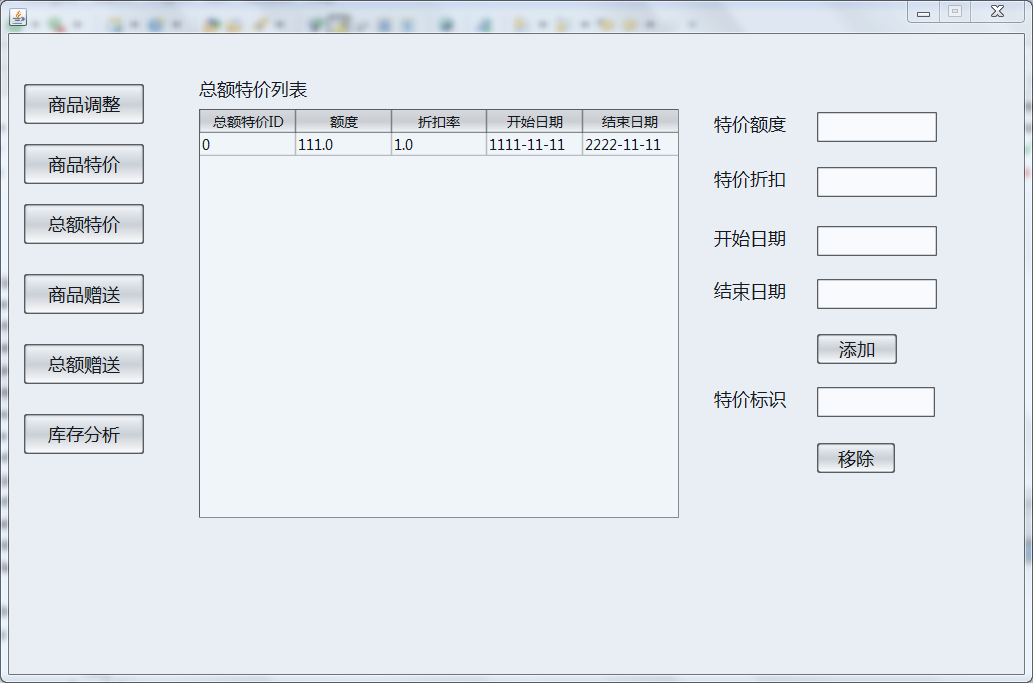 商品调整
商品特价
总额特价
商品赠送
总额赠送
库存分析
总额特价列表
总额特价ID 额度 折扣率 开始日期 结束日期
0 111.0 1.0 1111-11-11 2222-11-11
特价额度
特价折扣
开始日期
结束日期
添加
特价标识
移除